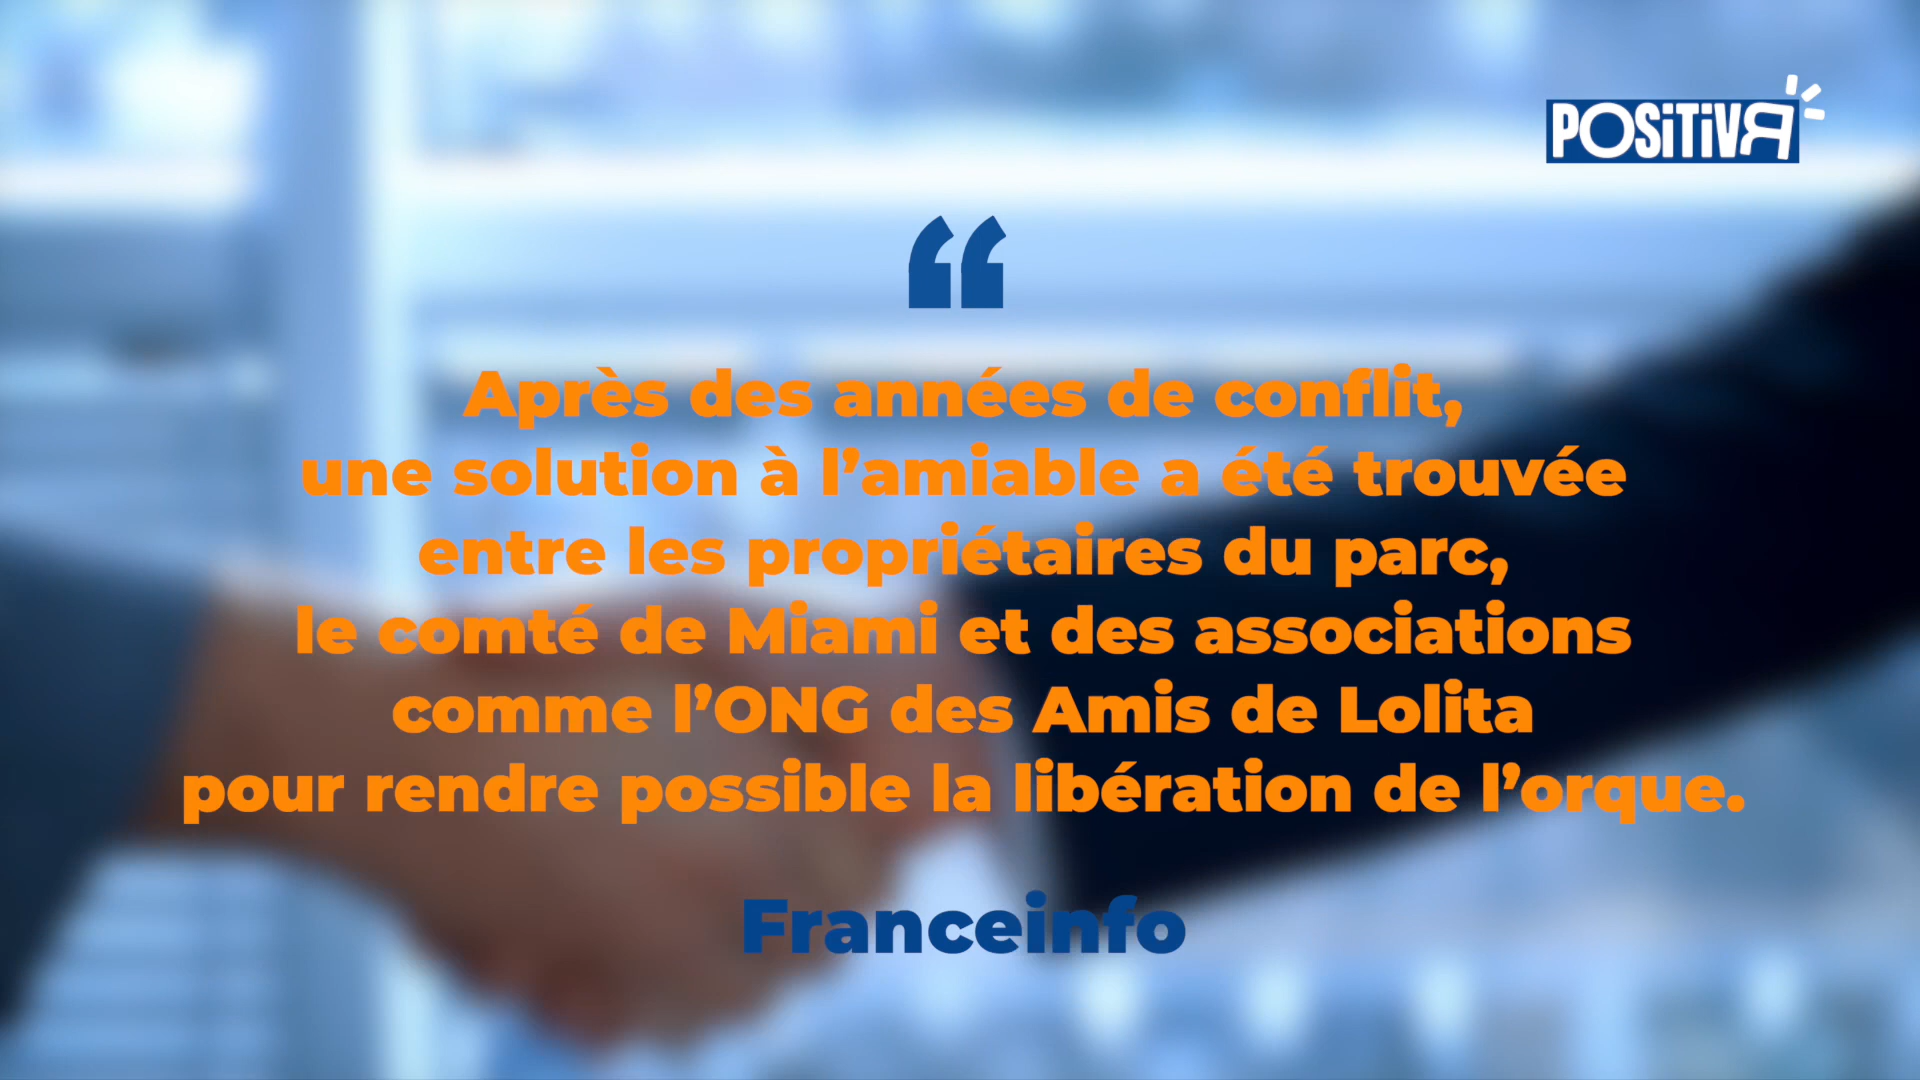 POSiTiVR
“
Après des années de conflit,
une solution à l’amiable a été trouvée
entre les propriétaires du parc,
le comté de Miami et des associations
comme l’ONG des Amis de Lolita
pour rendre possible la libération de l’orque.
Franceinfo